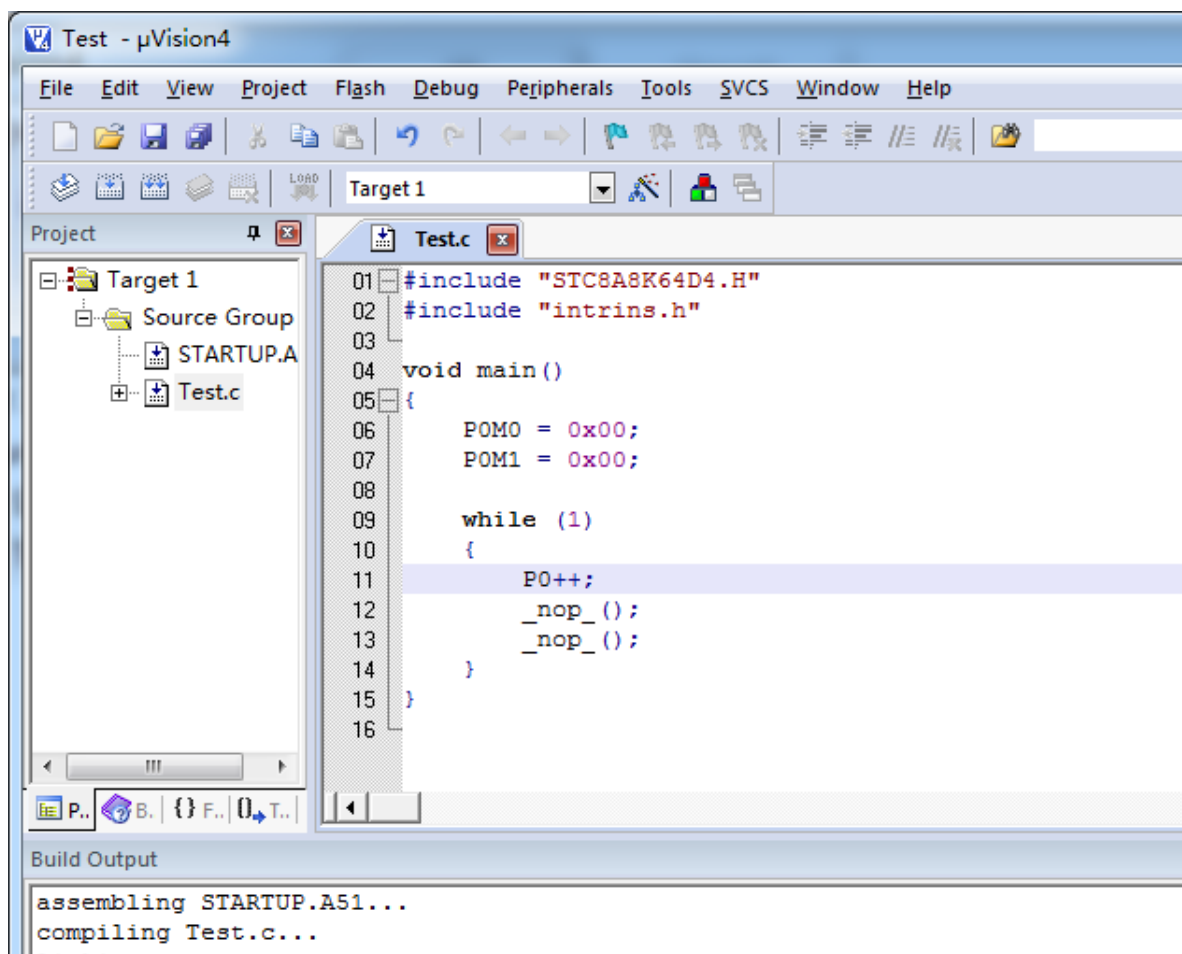 Test - µVision4
File Edit View Project Flash Debug Peripherals Tools SVCS Window Help
LOAD Target 1
Project
Test.c
Target 1
Source Group
STARTUP.A
Test.c
01 #include "STC8A8K64D4.H"
02 #include "intrins.h"
03
04 void main()
05 {
06 P0M0 = 0x00;
07 P0M1 = 0x00;
08
09 while (1)
10 {
11 P0++;
12 _nop_();
13 _nop_();
14 }
15 }
16
P.. B. {} F.. 0 T..
Build Output
assembling STARTUP.A51...
compiling Test.c...